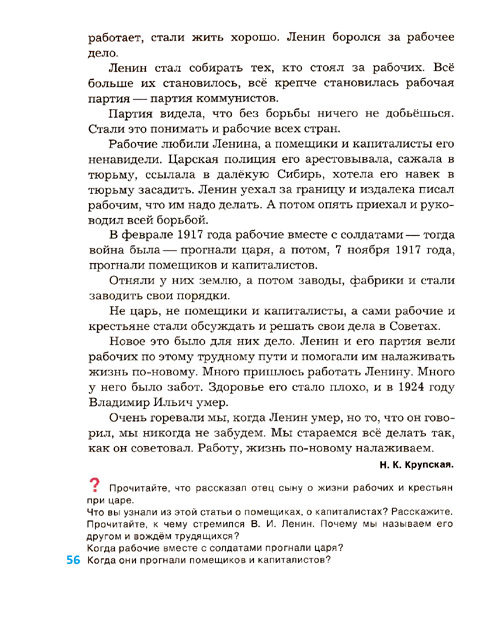 работает, стали жить хорошо. Ленин боролся за рабочее
дело.
Ленин стал собирать тех, кто стоял за рабочих. Всё
больше их становилось, всё крепче становилась рабочая
партия — партия коммунистов.
Партия видела, что без борьбы ничего не добьёшься.
Стали это понимать и рабочие всех стран.
Рабочие любили Ленина, а помещики и капиталисты его
ненавидели. Царская полиция его арестовывала, сажала в
тюрьму, ссылала в далёкую Сибирь, хотела его навек в
тюрьму засадить. Ленин уехал за границу и издалека писал
рабочим, что им надо делать. А потом опять приехал и руко-
водил всей борьбой.
В феврале 1917 года рабочие вместе с солдатами — тогда
война была — прогнали царя, а потом, 7 ноября 1917 года,
прогнали помещиков и капиталистов.
Отняли у них землю, а потом заводы, фабрики и стали
заводить свои порядки.
Не царь, не помещики и капиталисты, а сами рабочие и
крестьяне стали обсуждать и решать свои дела в Советах.
Новое это было для них дело. Ленин и его партия вели
рабочих по этому трудному пути и помогали им налаживать
жизнь по-новому. Много пришлось работать Ленину. Много
у него было забот. Здоровье его стало плохо, и в 1924 году
Владимир Ильич умер.
Очень горевали мы, когда Ленин умер, но то, что он гово-
рил, мы никогда не забудем. Мы стараемся всё делать так,
как он советовал. Работу, жизнь по-новому налаживаем.
Н. К. Крупская.
? Прочитайте, что рассказал отец сыну о жизни рабочих и крестьян
при царе.
Что вы узнали из этой статьи о помещиках, о капиталистах? Расскажите.
Прочитайте, к чему стремился В. И. Ленин. Почему мы называем его
другом и вождём трудящихся?
Когда рабочие вместе с солдатами прогнали царя?
56 Когда они прогнали помещиков и капиталистов?